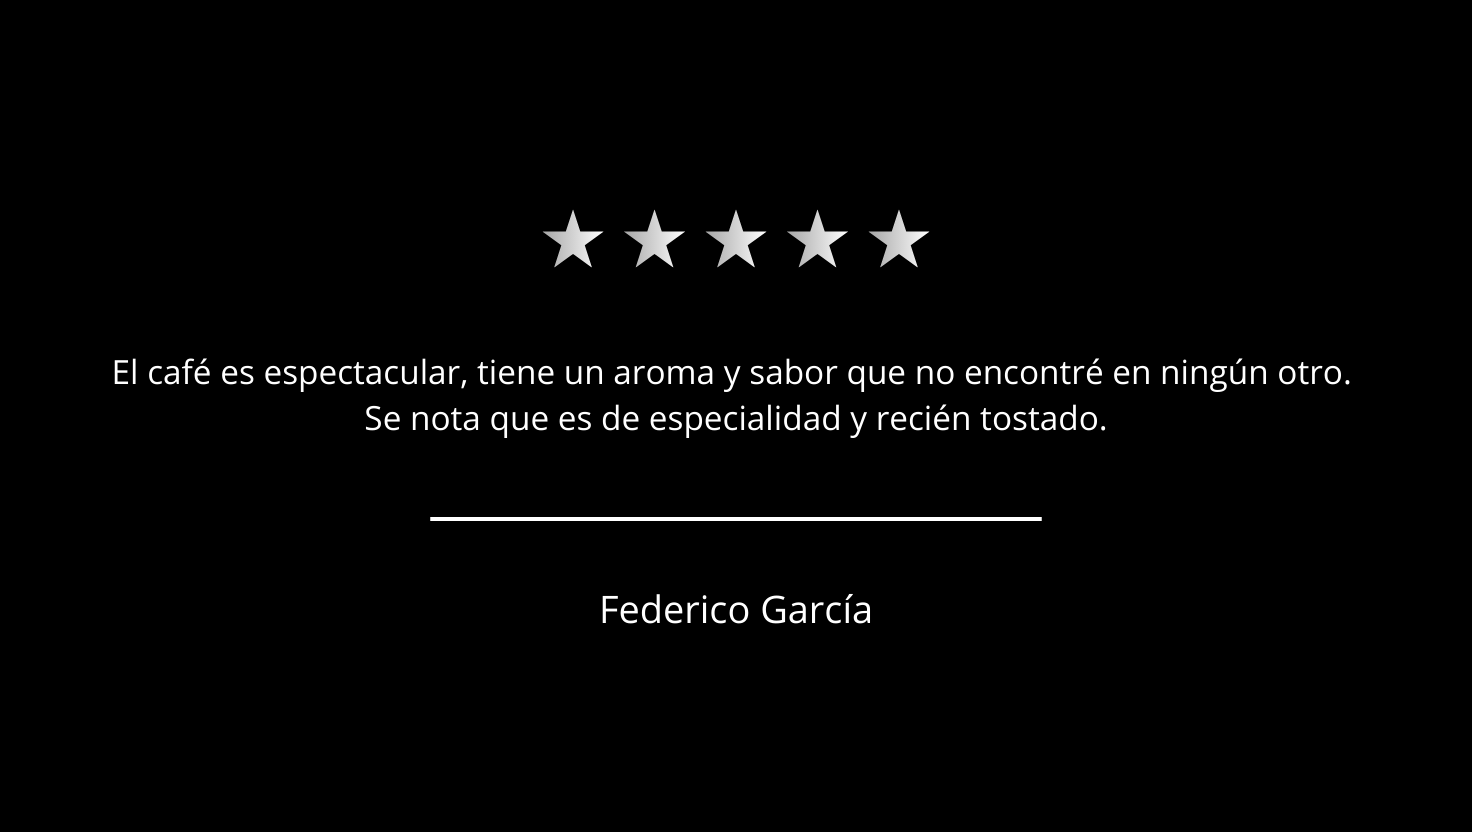 El café es espectacular, tiene un aroma y sabor que no encontré en ningún otro.
Se nota que es de especialidad y recién tostado.
Federico García